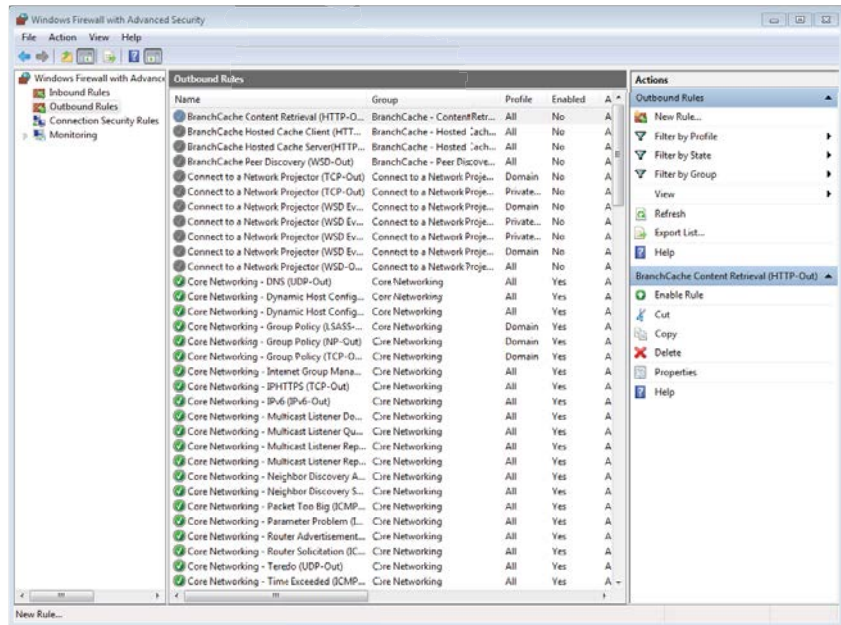 Windows Firewall with Advanced Security
File Action View Help
Windows Firewall with Advance
Inbound Rules
Outbound Rules
Connection Security Rules
Monitoring
Outbound Rules
Name Group Profile Enabled A
BranchCache Content Retrieval (HTTP-O... BranchCache - Content Retr... All No A
BranchCache Hosted Cache Client (HTT... BranchCache - Hosted Cach... All No A
BranchCache Hosted Cache Server(HTTP... BranchCache - Hosted Cach... All No A
BranchCache Peer Discovery (WSD-Out) BranchCache - Peer Discove... All No A
Connect to a Network Projector (TCP-Out) Connect to a Network Proje... Domain No A
Connect to a Network Projector (TCP-Out) Connect to a Network Proje... Private... No A
Connect to a Network Projector (WSD Ev... Connect to a Network Proje... Domain No A
Connect to a Network Projector (WSD Ev... Connect to a Network Proje... Private... No A
Connect to a Network Projector (WSD Ev... Connect to a Network Proje... Private... No A
Connect to a Network Projector (WSD Ev... Connect to a Network Proje... Domain No A
Connect to a Network Projector (WSD-O... Connect to a Network Proje... All No A
Core Networking - DNS (UDP-Out) Core Networking All Yes A
Core Networking - Dynamic Host Config... Core Networking All Yes A
Core Networking - Dynamic Host Config... Core Networking All Yes A
Core Networking - Group Policy (LSASS-... Core Networking Domain Yes A
Core Networking - Group Policy (NP-Out) Core Networking Domain Yes A
Core Networking - Group Policy (TCP-O... Core Networking Domain Yes A
Core Networking - Internet Group Mana... Core Networking All Yes A
Core Networking - IPHTTPS (TCP-Out) Core Networking All Yes A
Core Networking - IPv6 (IPv6-Out) Core Networking All Yes A
Core Networking - Multicast Listener Do... Core Networking All Yes A
Core Networking - Multicast Listener Qu... Core Networking All Yes A
Core Networking - Multicast Listener Rep... Core Networking All Yes A
Core Networking - Multicast Listener Rep... Core Networking All Yes A
Core Networking - Neighbor Discovery A... Core Networking All Yes A
Core Networking - Neighbor Discovery S... Core Networking All Yes A
Core Networking - Packet Too Big (ICMP... Core Networking All Yes A
Core Networking - Parameter Problem (I... Core Networking All Yes A
Core Networking - Router Advertisement... Core Networking All Yes A
Core Networking - Router Solicitation (IC... Core Networking All Yes A
Core Networking - Teredo (UDP-Out) Core Networking All Yes A
Core Networking - Time Exceeded (ICMP... Core Networking All Yes A
Actions
Outbound Rules
New Rule...
Filter by Profile
Filter by State
Filter by Group
View
Refresh
Export List...
Help
BranchCache Content Retrieval (HTTP-Out)
Enable Rule
Cut
Copy
Delete
Properties
Help
New Rule...